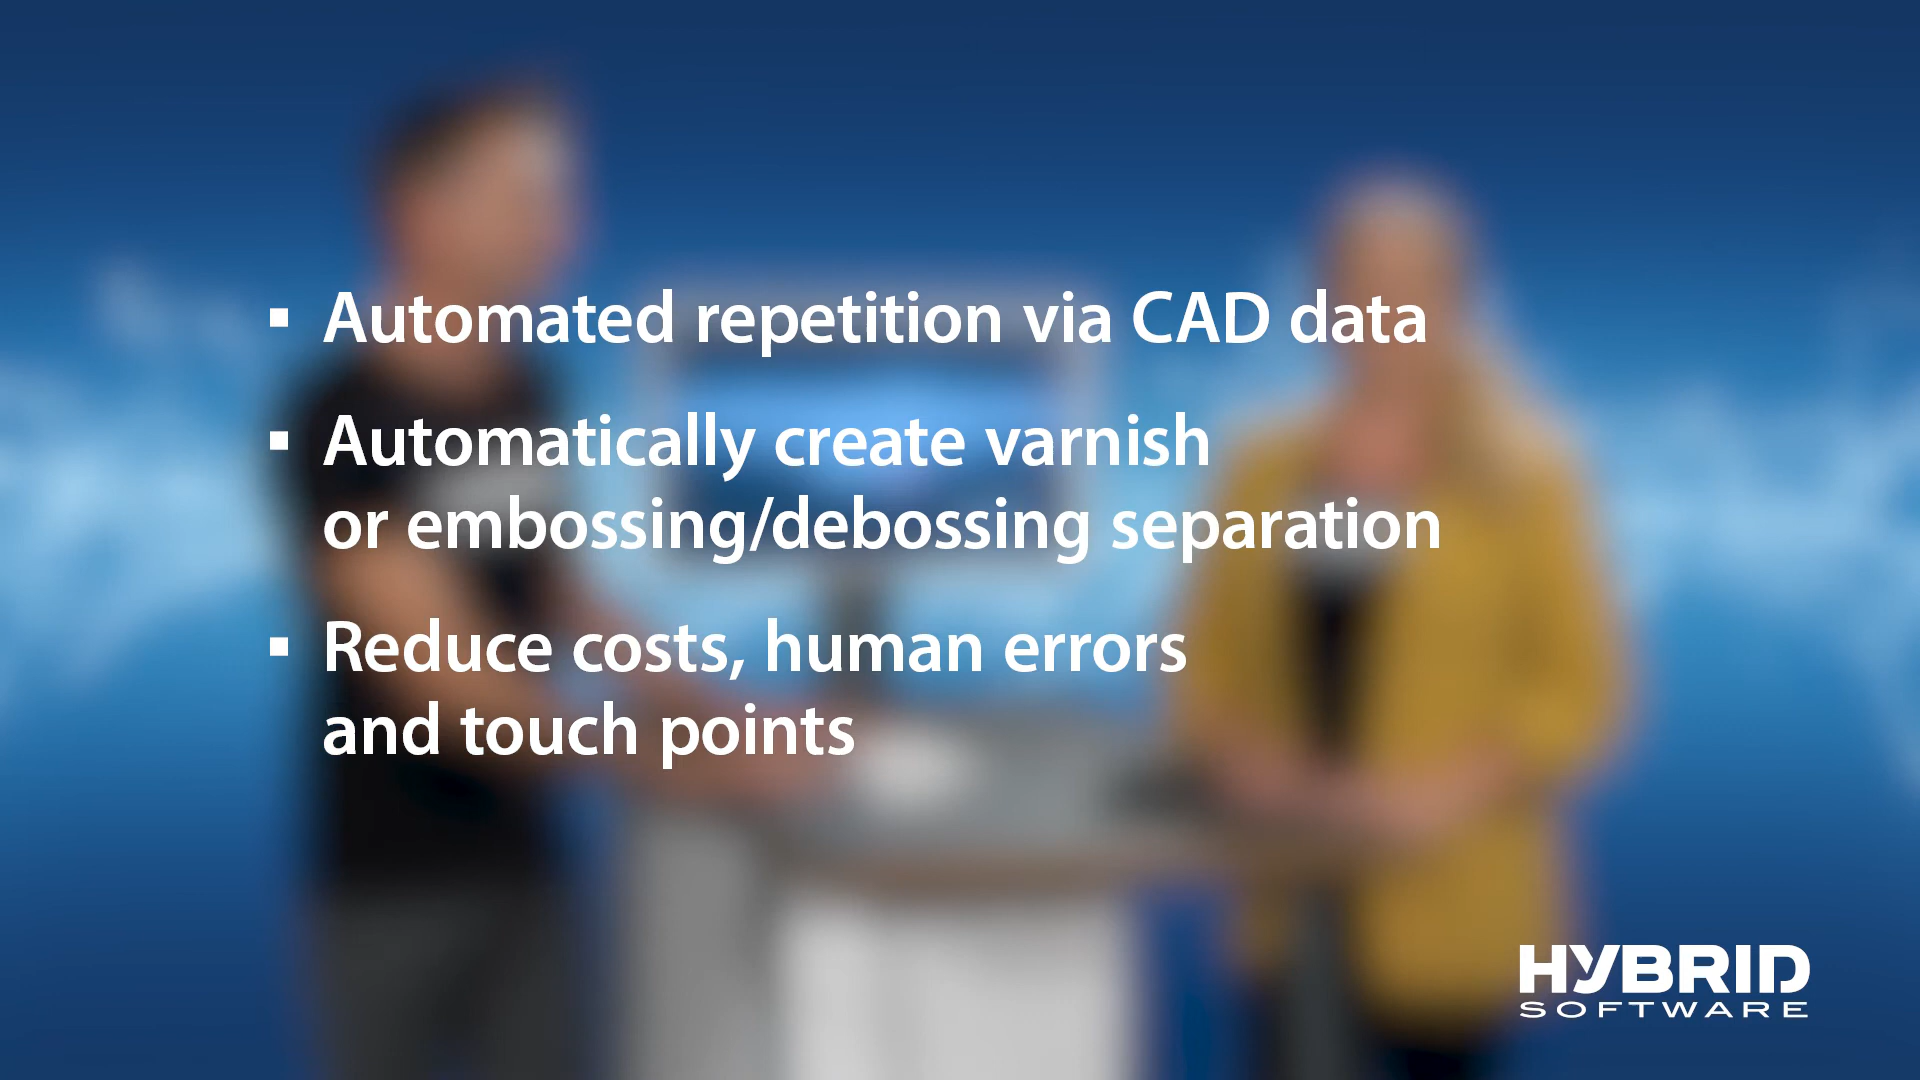 ▪ Automated repetition via CAD data
▪ Automatically create varnish
or embossing/debossing separation
▪ Reduce costs, human errors
and touch points
HYBRID
SOFTWARE